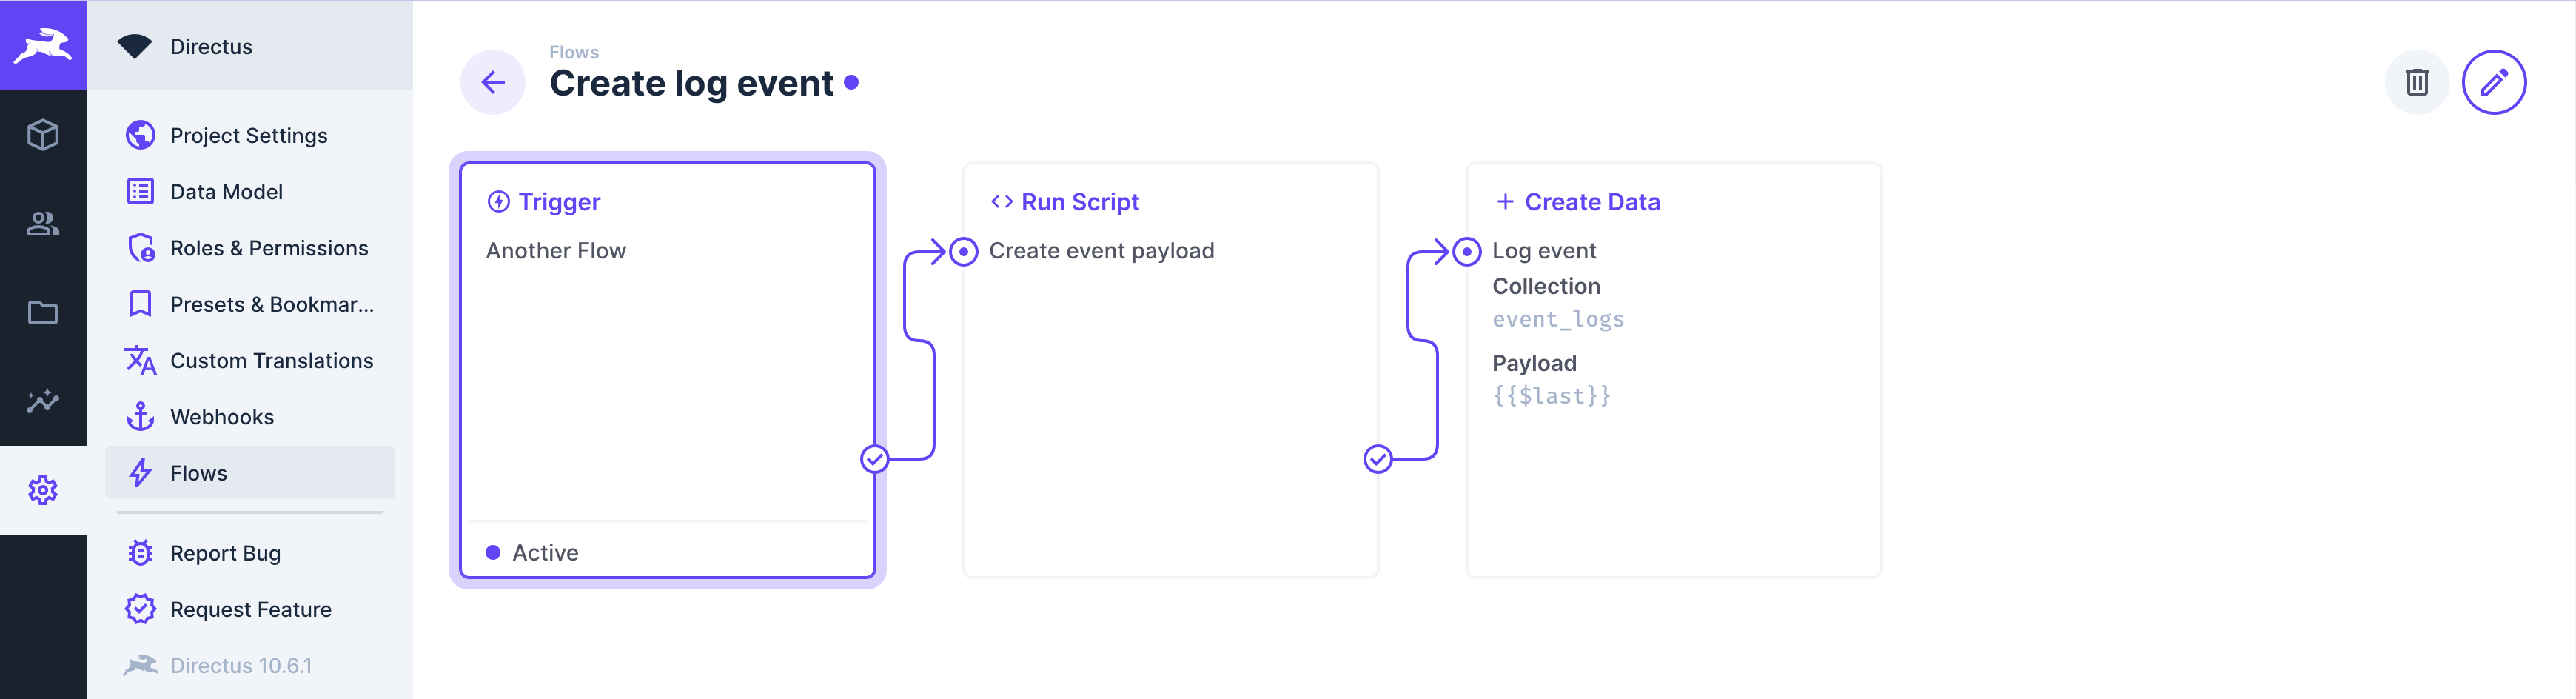 Directus
Project Settings
Data Model
Roles & Permissions
Presets & Bookmar...
Custom Translations
Webhooks
Flows
Report Bug
Request Feature
Directus 10.6.1
Flows
Create log event
Trigger
Another Flow
Active
Run Script
Create event payload
Create Data
Log event
Collection
event_logs
Payload
{{$last}}